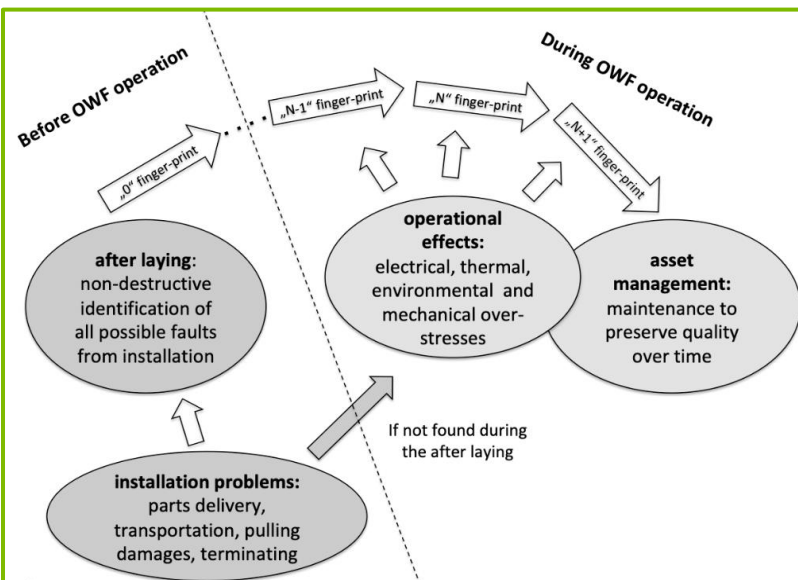 Before OWF operation
During OWF operation
„0“ finger-print
„N-1“ finger-print
„N“ finger-print
„N+1“ finger-print
after laying:
non-destructive
identification of
all possible faults
from installation
operational
effects:
electrical, thermal,
environmental and
mechanical over-
stresses
asset
management:
maintenance to
preserve quality
over time
If not found during
the after laying
installation problems:
parts delivery,
transportation, pulling
damages, terminating